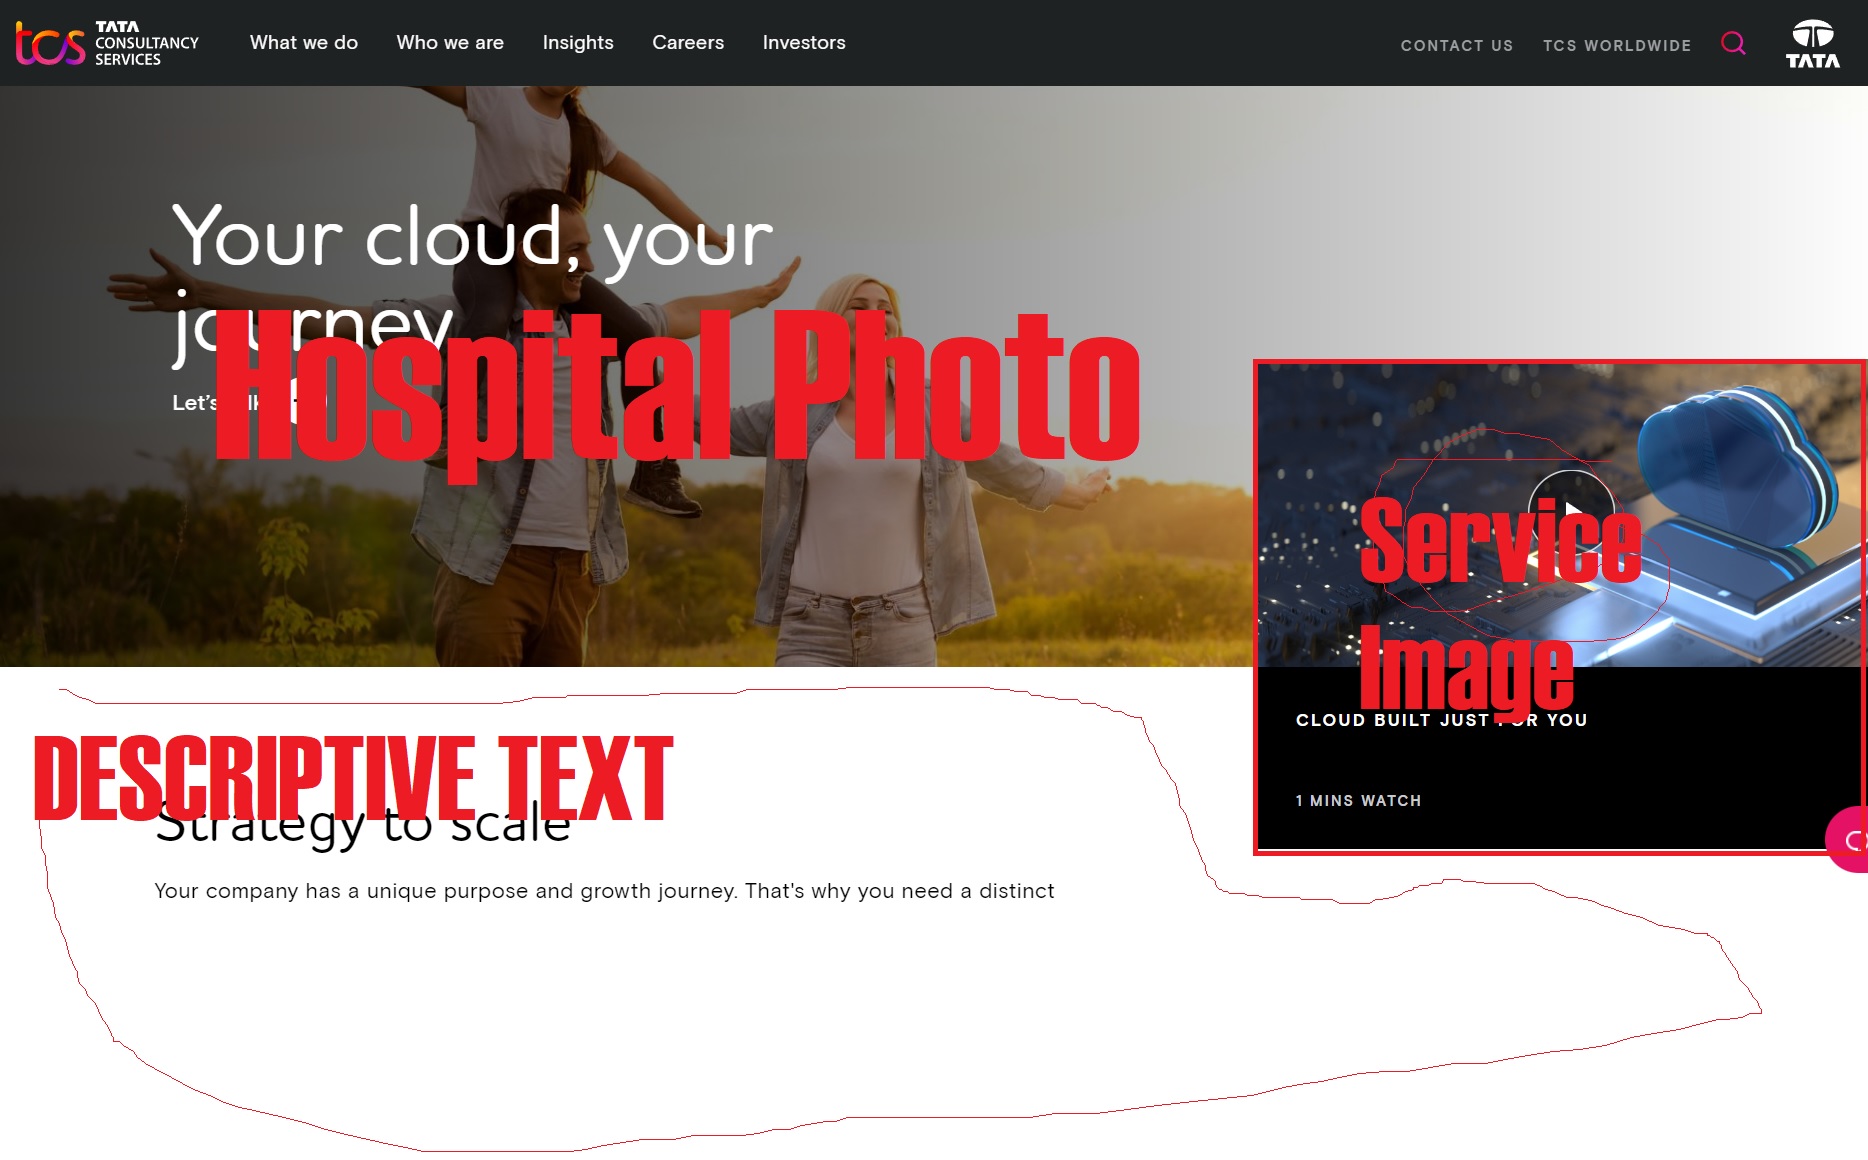 tcs TATA
CONSULTANCY
SERVICES
What we do Who we are Insights Careers Investors
CONTACT US TCS WORLDWIDE
TATA
Your cloud, your
journey
Let's
Hospital Photo
Service
Image
CLOUD BUILT JUST FOR YOU
1 MINS WATCH
DESCRIPTIVE TEXT
Strategy to scale
Your company has a unique purpose and growth journey. That's why you need a distinct